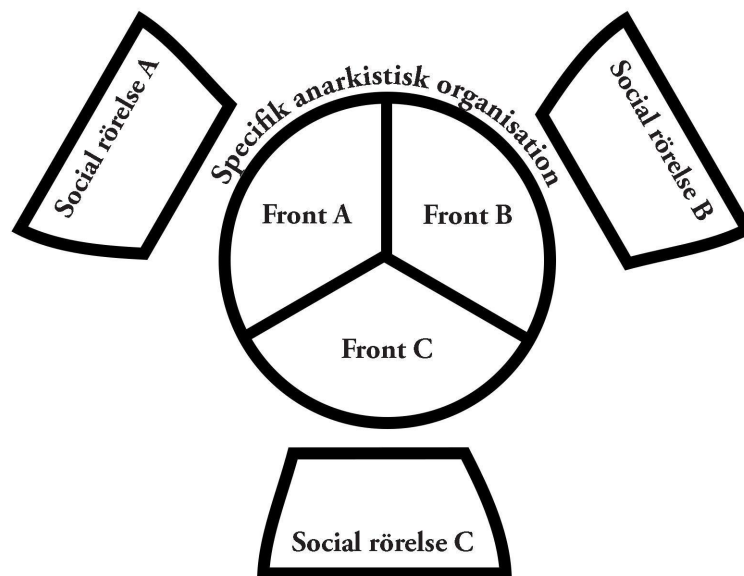 Specifik anarkistisk organisation
Social rörelse A
Social rörelse B
Front A
Front B
Front C
Social rörelse C